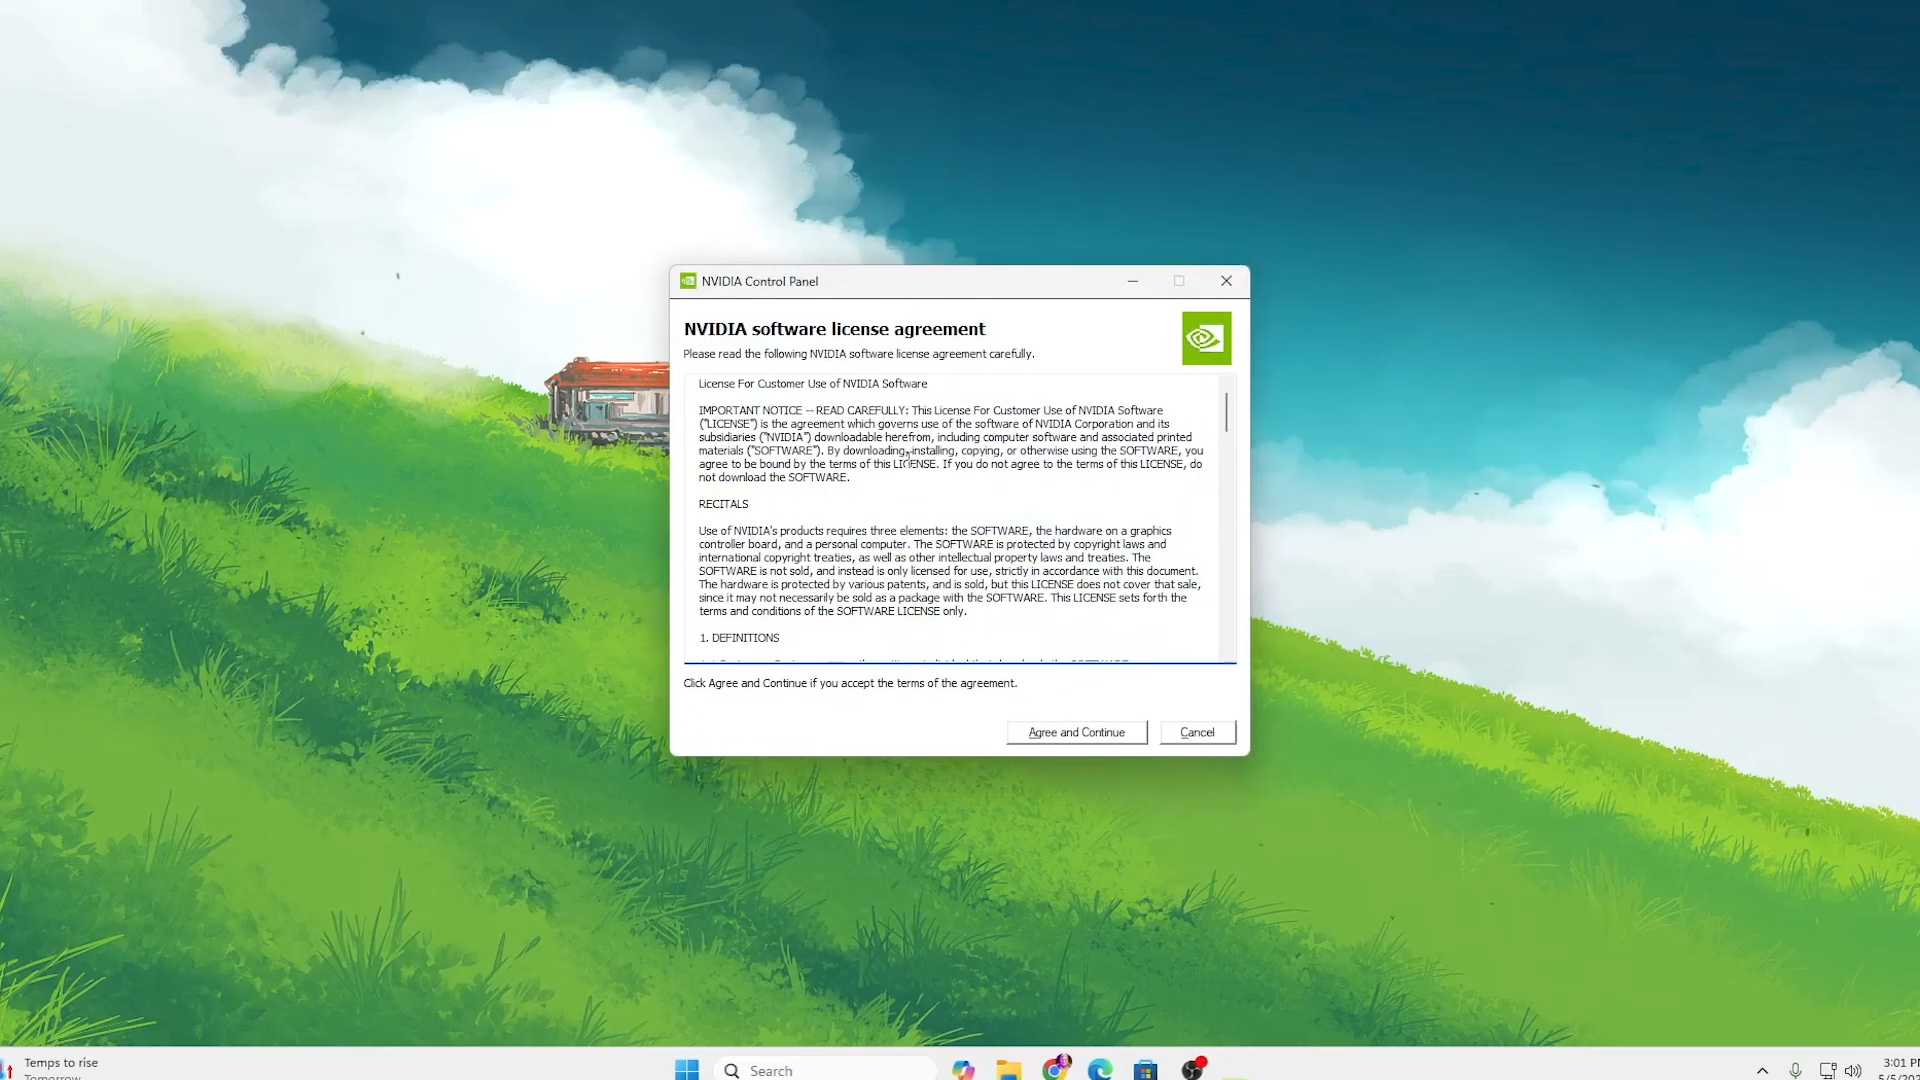 NVIDIA Control Panel
NVIDIA software license agreement
Please read the following NVIDIA software license agreement carefully.
License For Customer Use of NVIDIA Software
IMPORTANT NOTICE -- READ CAREFULLY: This License For Customer Use of NVIDIA Software
("LICENSE") is the agreement which governs use of the software of NVIDIA Corporation and its
subsidiaries ("NVIDIA") downloadable herefrom, including computer software and associated printed
materials ("SOFTWARE"). By downloading, installing, copying, or otherwise using the SOFTWARE, you
agree to be bound by the terms of this LICENSE. If you do not agree to the terms of this LICENSE, do
not download the SOFTWARE.
RECITALS
Use of NVIDIA's products requires three elements: the SOFTWARE, the hardware on a graphics
controller board, and a personal computer. The SOFTWARE is protected by copyright laws and
international copyright treaties, as well as other intellectual property laws and treaties. The
SOFTWARE is not sold, and instead is only licensed for use, strictly in accordance with this document.
The hardware is protected by various patents, and is sold, but this LICENSE does not cover that sale,
since it may not necessarily be sold as a package with the SOFTWARE. This LICENSE sets forth the
terms and conditions of the SOFTWARE LICENSE only.
1. DEFINITIONS
Click Agree and Continue if you accept the terms of the agreement.
Agree and Continue
Cancel
Temps to rise
Tomorrow
Search
3:01 PM